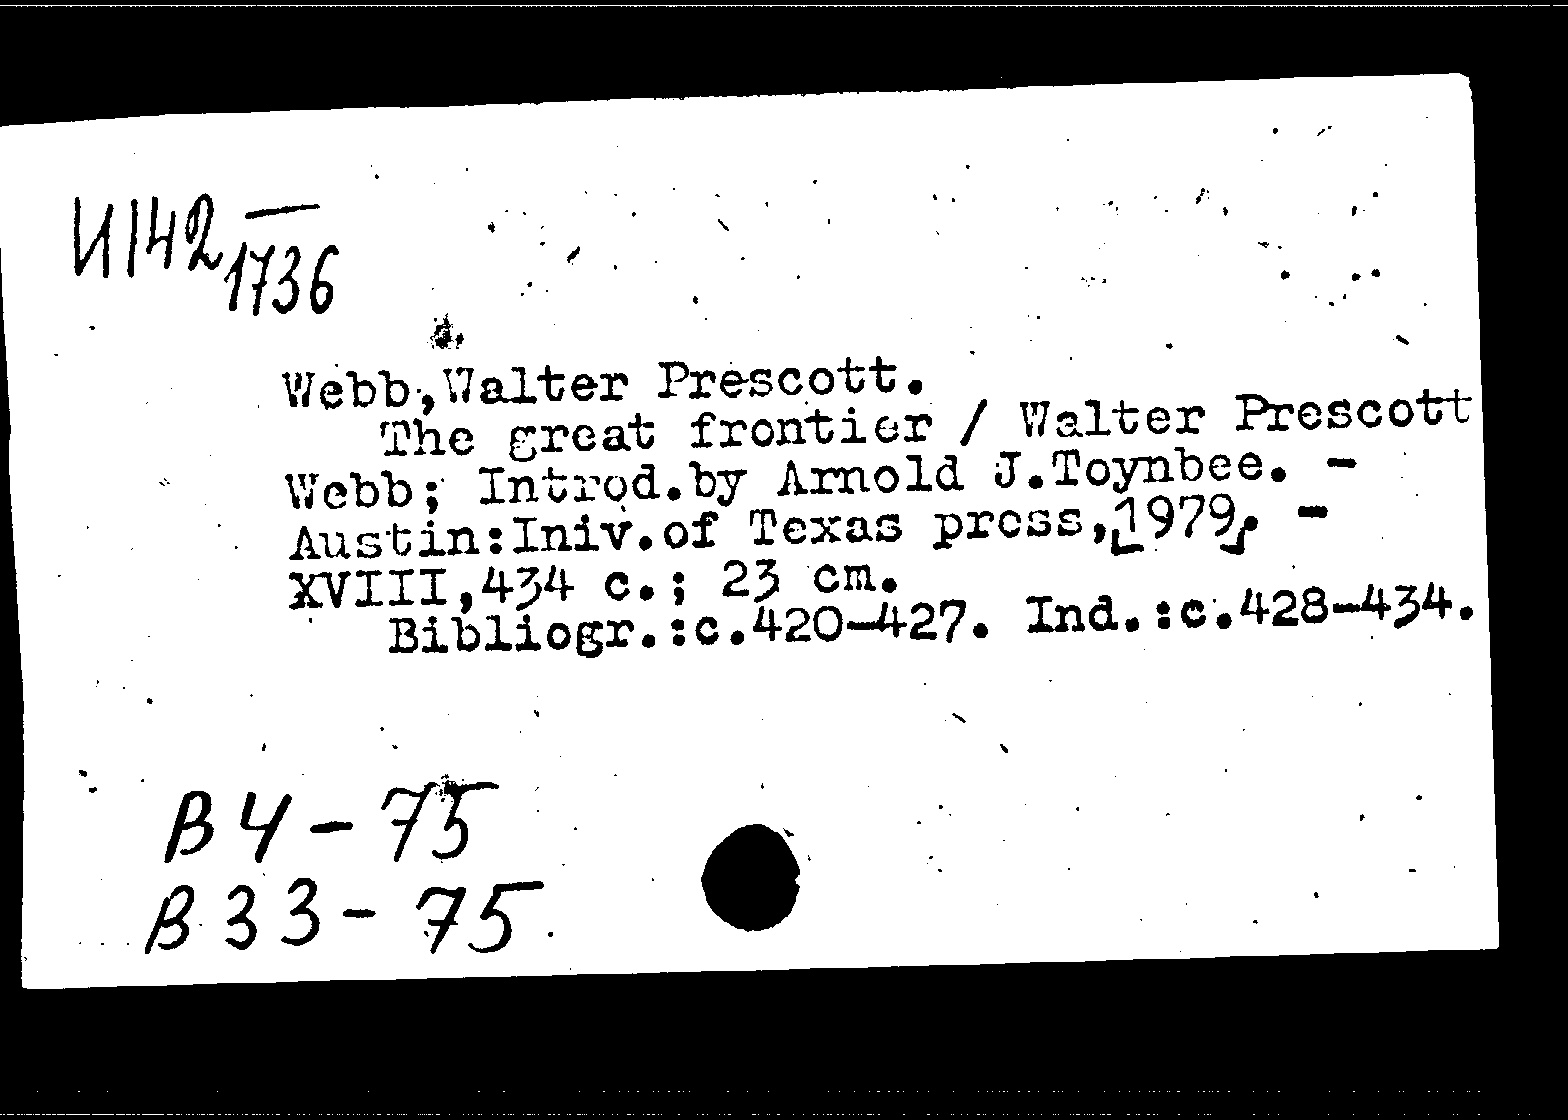 И142 —
1736
Webb,Walter Prescott.
The great frontier / Walter Prescott
Webb; Introd.by Arnold J.Toynbee. -
Austin:Iniv.of Texas press,[1979]. -
XVIII,434 c.; 23 cm.
Bibliogr.:c.420-427. Ind.:c.428-434.
В4-75
В33-75